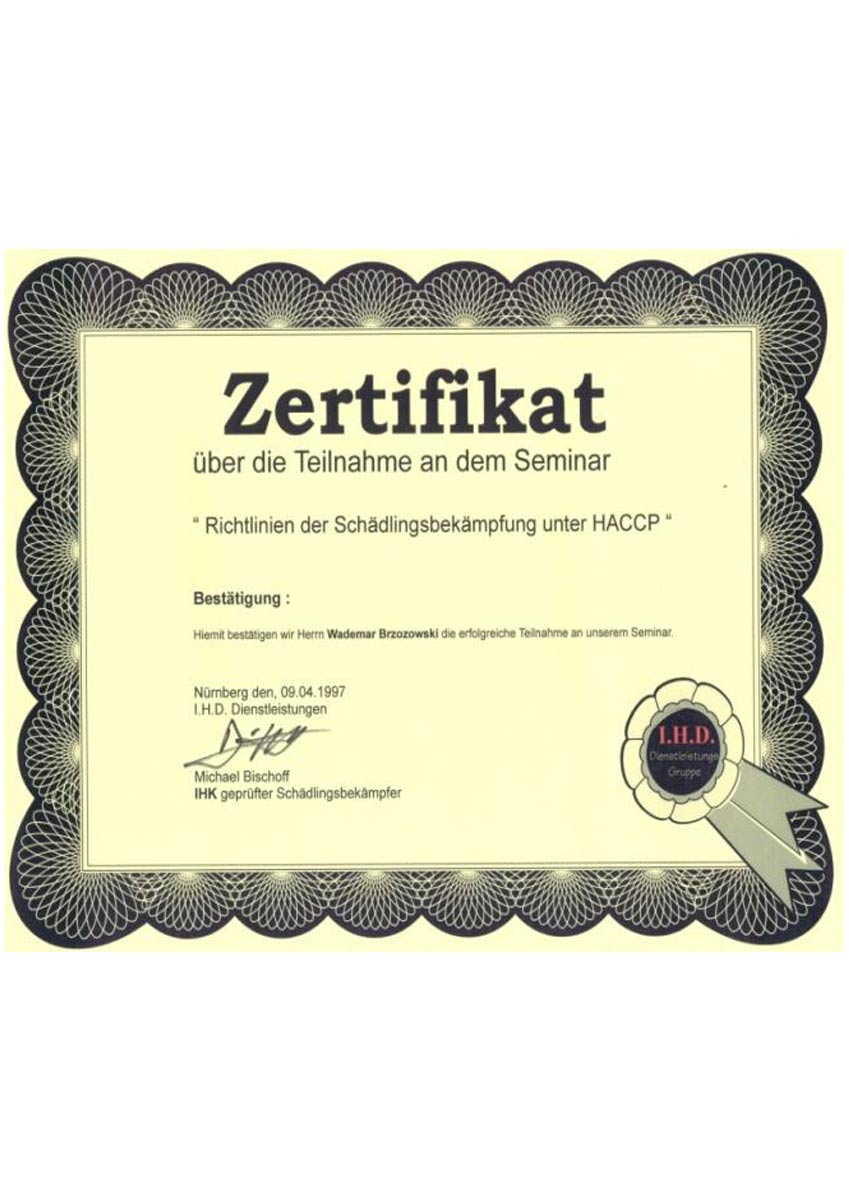 Zertifikat
über die Teilnahme an dem Seminar
“ Richtlinien der Schädlingsbekämpfung unter HACCP “
Bestätigung :
Hiemit bestätigen wir Herrn Wademar Brzozowski die erfolgreiche Teilnahme an unserem Seminar.
Nürnberg den, 09.04.1997
I.H.D. Dienstleistungen
Michael Bischoff
IHK geprüfter Schädlingsbekämpfer
I.H.D.
Dienstleistungs
Gruppe